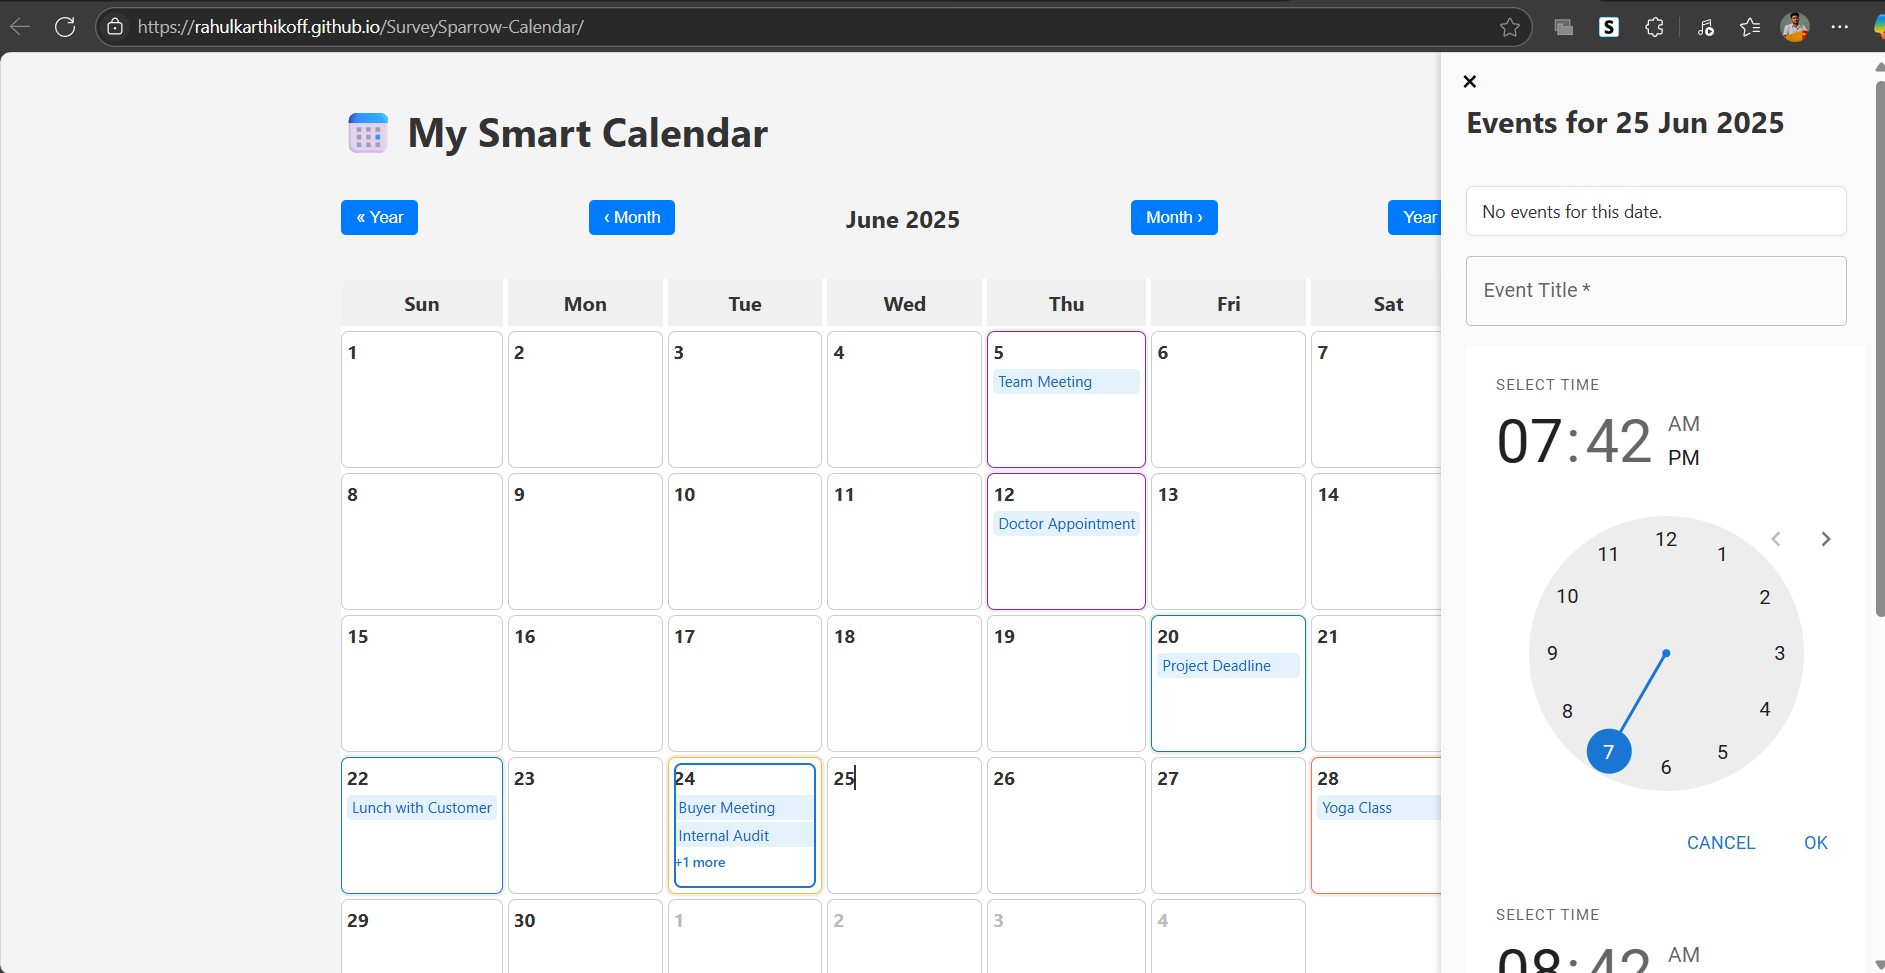 https://rahulkarthikoff.github.io/SurveySparrow-Calendar/
S
My Smart Calendar
« Year
‹ Month
June 2025
Month ›
Year
Sun Mon Tue Wed Thu Fri Sat
1 2 3 4 5 6 7
Team Meeting
8 9 10 11 12 13 14
Doctor Appointment
15 16 17 18 19 20 21
Project Deadline
22 23 24 25 26 27 28
Lunch with Customer
Buyer Meeting
Internal Audit
+1 more
Yoga Class
29 30 1 2 3 4
×
Events for 25 Jun 2025
No events for this date.
Event Title *
SELECT TIME
07:42
AM
PM
12
11 1
10 2
9 3
8 4
7 5
6
CANCEL OK
SELECT TIME
08:42
AM